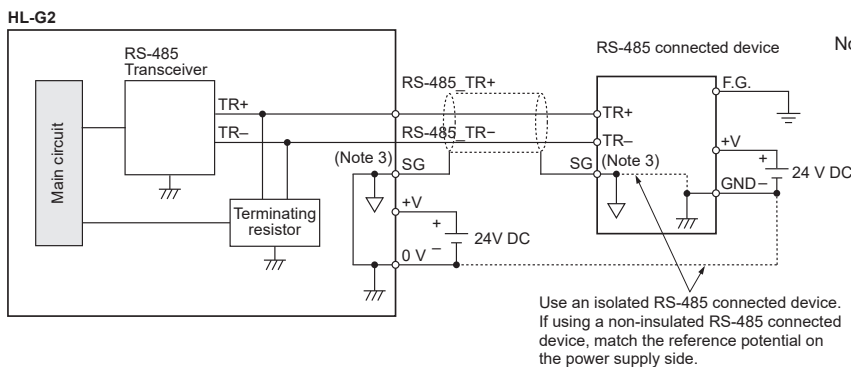 HL-G2
RS-485
Transceiver
RS-485 connected device
No
Main circuit
TR+
TR–
RS-485_TR+
RS-485_TR–
(Note 3)
SG
+V
+
–
24V DC
0 V
Terminating
resistor
TR+
TR–
SG
(Note 3)
F.G.
+V
+
24 V DC
GND
–
Use an isolated RS-485 connected device.
If using a non-insulated RS-485 connected
device, match the reference potential on
the power supply side.